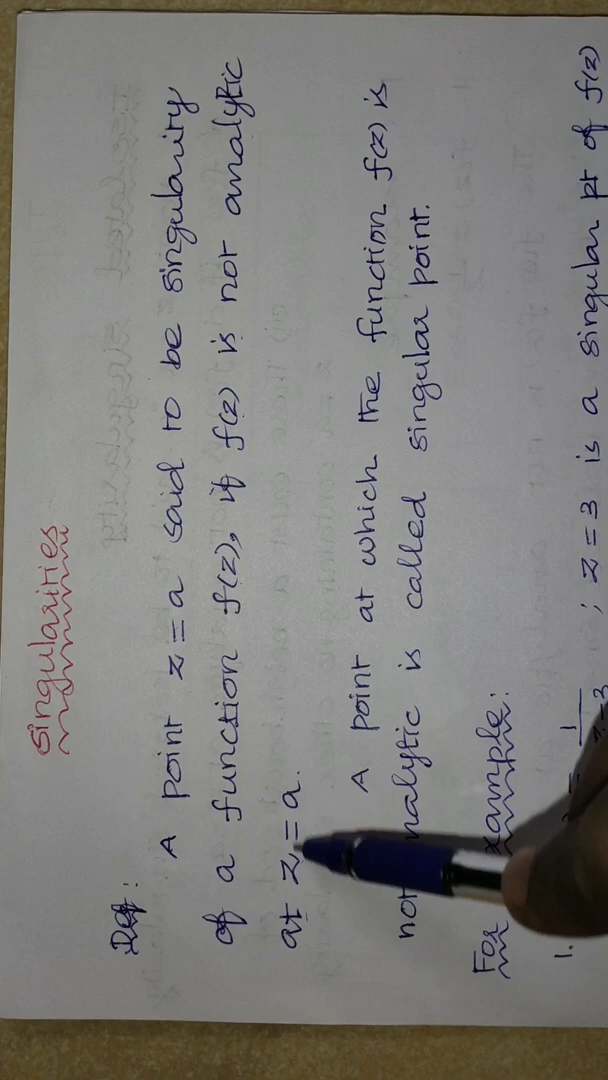 Singularities
Def:
A point z=a said to be singularity
of a function f(z), if f(z) is not analytic
at z=a.
A point at which the function f(z) is
not analytic is called singular point.
For Example:
1. ; z=3 is a singular pt of f(z)